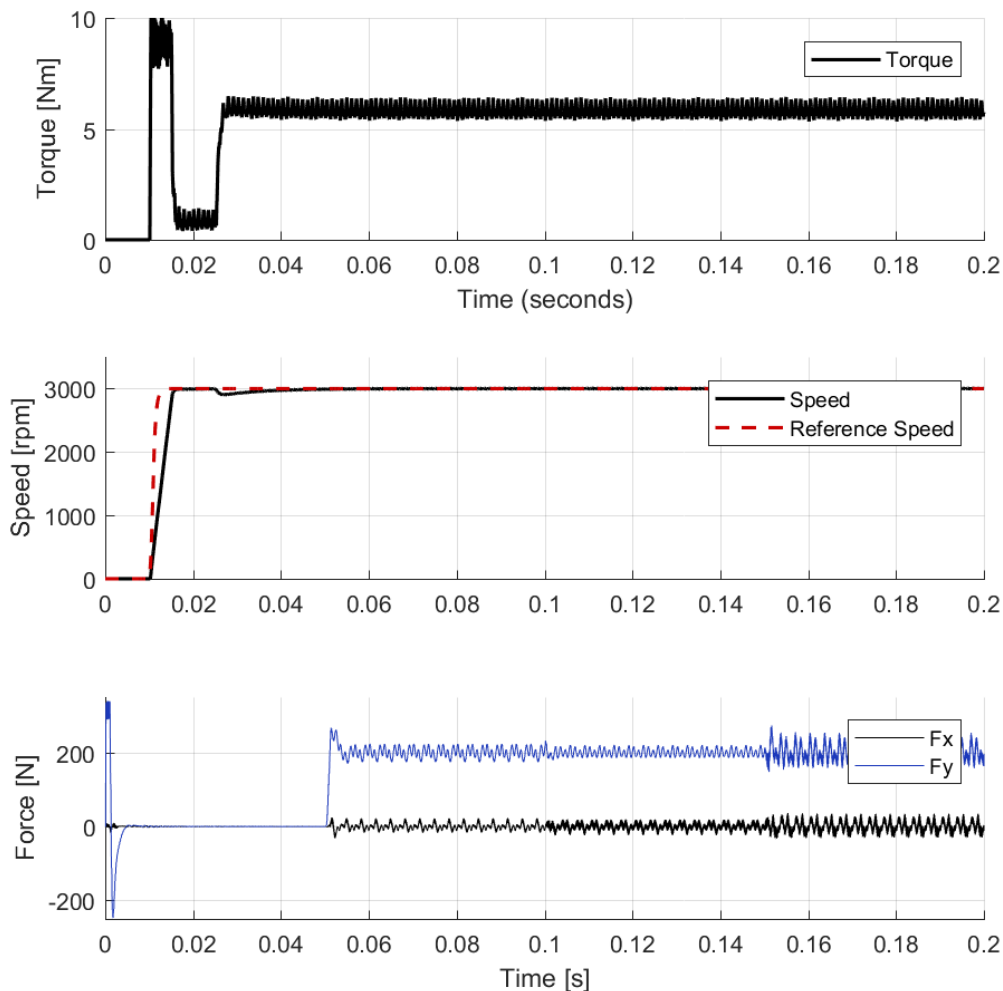 10
5
0
Torque [Nm]
Torque
0 0.02 0.04 0.06 0.08 0.1 0.12 0.14 0.16 0.18 0.2
Time (seconds)
3000
2000
1000
0
Speed [rpm]
Speed
Reference Speed
0 0.02 0.04 0.06 0.08 0.1 0.12 0.14 0.16 0.18 0.2
200
0
-200
Force [N]
Fx
Fy
0 0.02 0.04 0.06 0.08 0.1 0.12 0.14 0.16 0.18 0.2
Time [s]